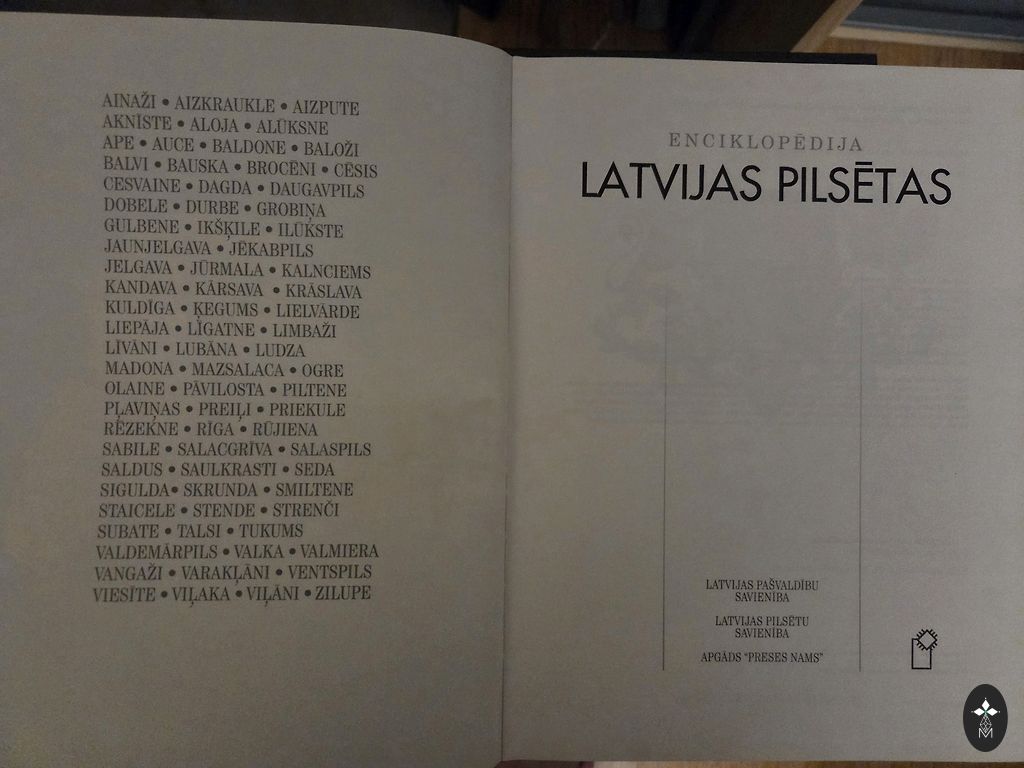 AINAŽI • AIZKRAUKLE • AIZPUTE
AKNĪSTE • ALOJA • ALŪKSNE
APE • AUCE • BALDONE • BALOŽI
BALVI • BAUSKA • BROCĒNI • CĒSIS
CESVAINE • DAGDA • DAUGAVPILS
DOBELE • DURBE • GROBIŅA
GULBENE • IKŠĶILE • ILŪKSTE
JAUNJELGAVA • JĒKABPILS
JELGAVA • JŪRMALA • KALNCIEMS
KANDAVA • KĀRSAVA • KRĀSLAVA
KULDĪGA • ĶEGUMS • LIELVĀRDE
LIEPĀJA • LĪGATNE • LIMBAŽI
LĪVĀNI • LUBĀNA • LUDZA
MADONA • MAZSALACA • OGRE
OLAINE • PĀVILOSTA • PILTENE
PĻAVIŅAS • PREIĻI • PRIEKULE
RĒZEKNE • RĪGA • RŪJIENA
SABILE • SALACGRĪVA • SALASPILS
SALDUS • SAULKRASTI • SEDA
SIGULDA• SKRUNDA • SMILTENE
STAICELE • STENDE • STRENČI
SUBATE • TALSI • TUKUMS
VALDEMĀRPILS • VALKA • VALMIERA
VANGAŽI • VARAKĻĀNI • VENTSPILS
VIESĪTE • VIĻAKA • VIĻĀNI • ZILUPE
ENCIKLOPĒDIJA
LATVIJAS PILSĒTAS
LATVIJAS PAŠVALDĪBU
SAVIENĪBA
LATVIJAS PILSĒTU
SAVIENĪBA
APGĀDS "PRESES NAMS"
M